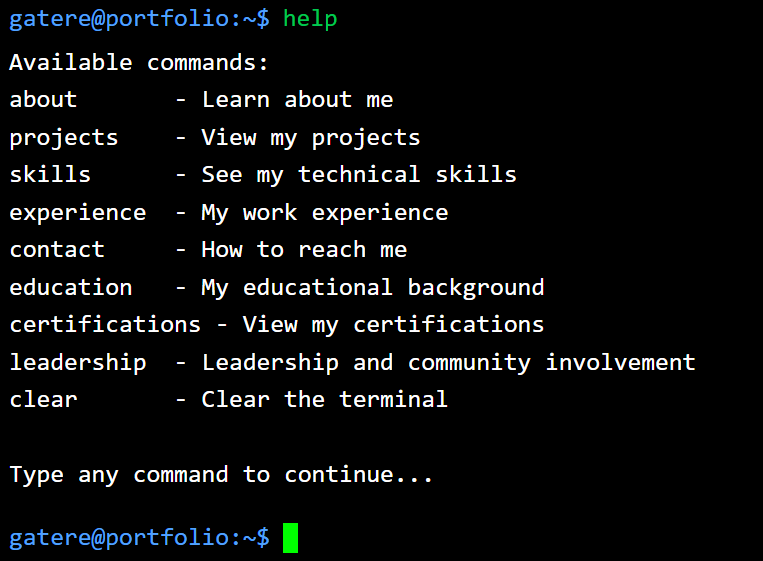 gatere@portfolio:~$ help
Available commands:
about       - Learn about me
projects    - View my projects
skills      - See my technical skills
experience  - My work experience
contact     - How to reach me
education   - My educational background
certifications - View my certifications
leadership  - Leadership and community involvement
clear       - Clear the terminal
Type any command to continue...
gatere@portfolio:~$